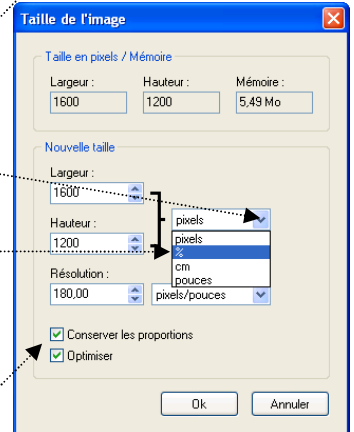 Taille de l'image
Taille en pixels / Mémoire
Largeur : Hauteur : Mémoire :
1600 1200 5,49 Mo
Nouvelle taille
Largeur :
1600
pixels
Hauteur :
pixels
1200 %
cm
Résolution : pouces
180,00 pixels/pouces
Conserver les proportions
Optimiser
Ok Annuler